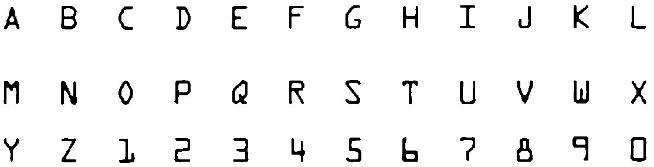 A B C D E F G H I J K L
M N O P Q R S T U V W X
Y Z 1 2 3 4 5 6 7 8 9 0